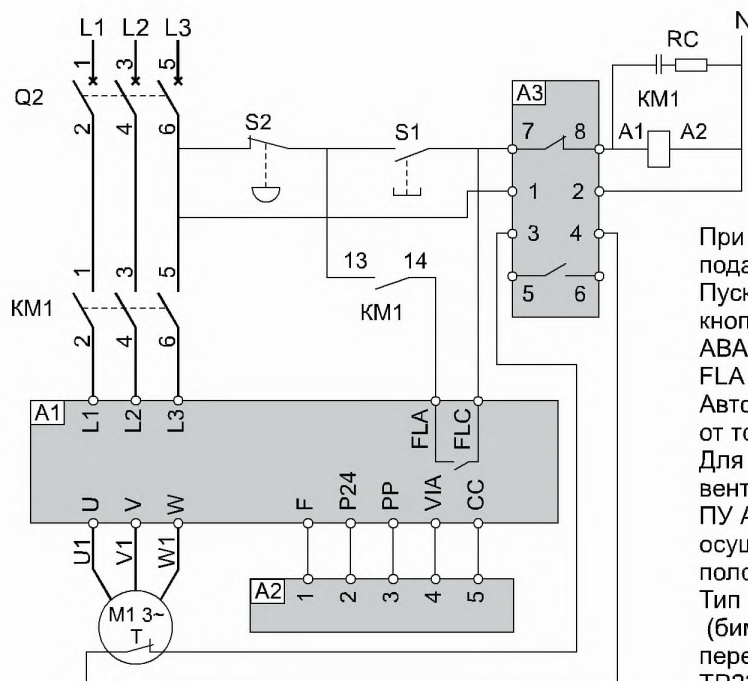 L1 L2 L3
N
1 3 5
Q2
2 4 6
S2
S1
RC
KM1
A3
7 8
A1 A2
1 2
3 4
5 6
13 14
KM1
1 3 5
KM1
2 4 6
A1
L1 L2 L3
FLA FLC
U V W
F P24 PP VIA CC
U1 V1 W1
A2
1 2 3 4 5
M1 3~
T
При
пода
Пуск
кноп
АВА
FLA
Авто
от то
Для
вент
ПУ А
осущ
поло
Тип
(бим
пере